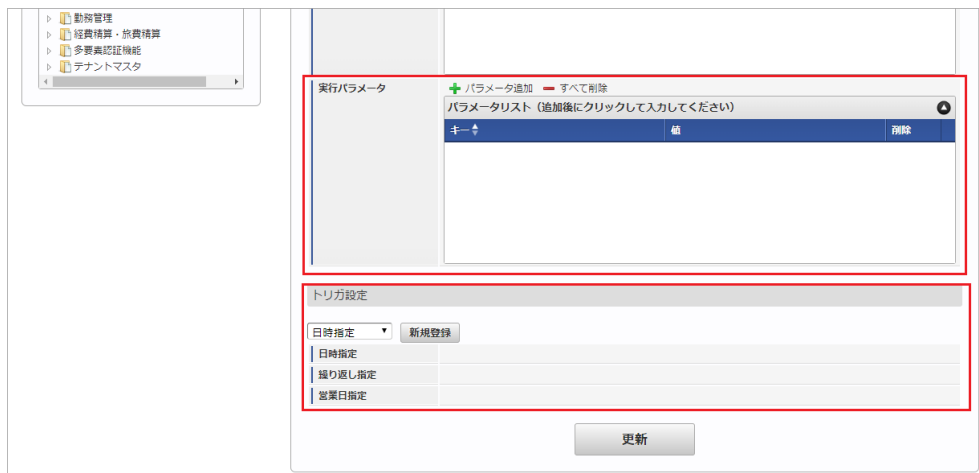 勤務管理
経費精算・旅費精算
多要素認証機能
テナントマスタ
実行パラメータ
パラメータ追加 すべて削除
パラメータリスト（追加後にクリックして入力してください）
キー 値 削除
トリガ設定
日時指定 新規登録
日時指定
繰り返し指定
営業日指定
更新